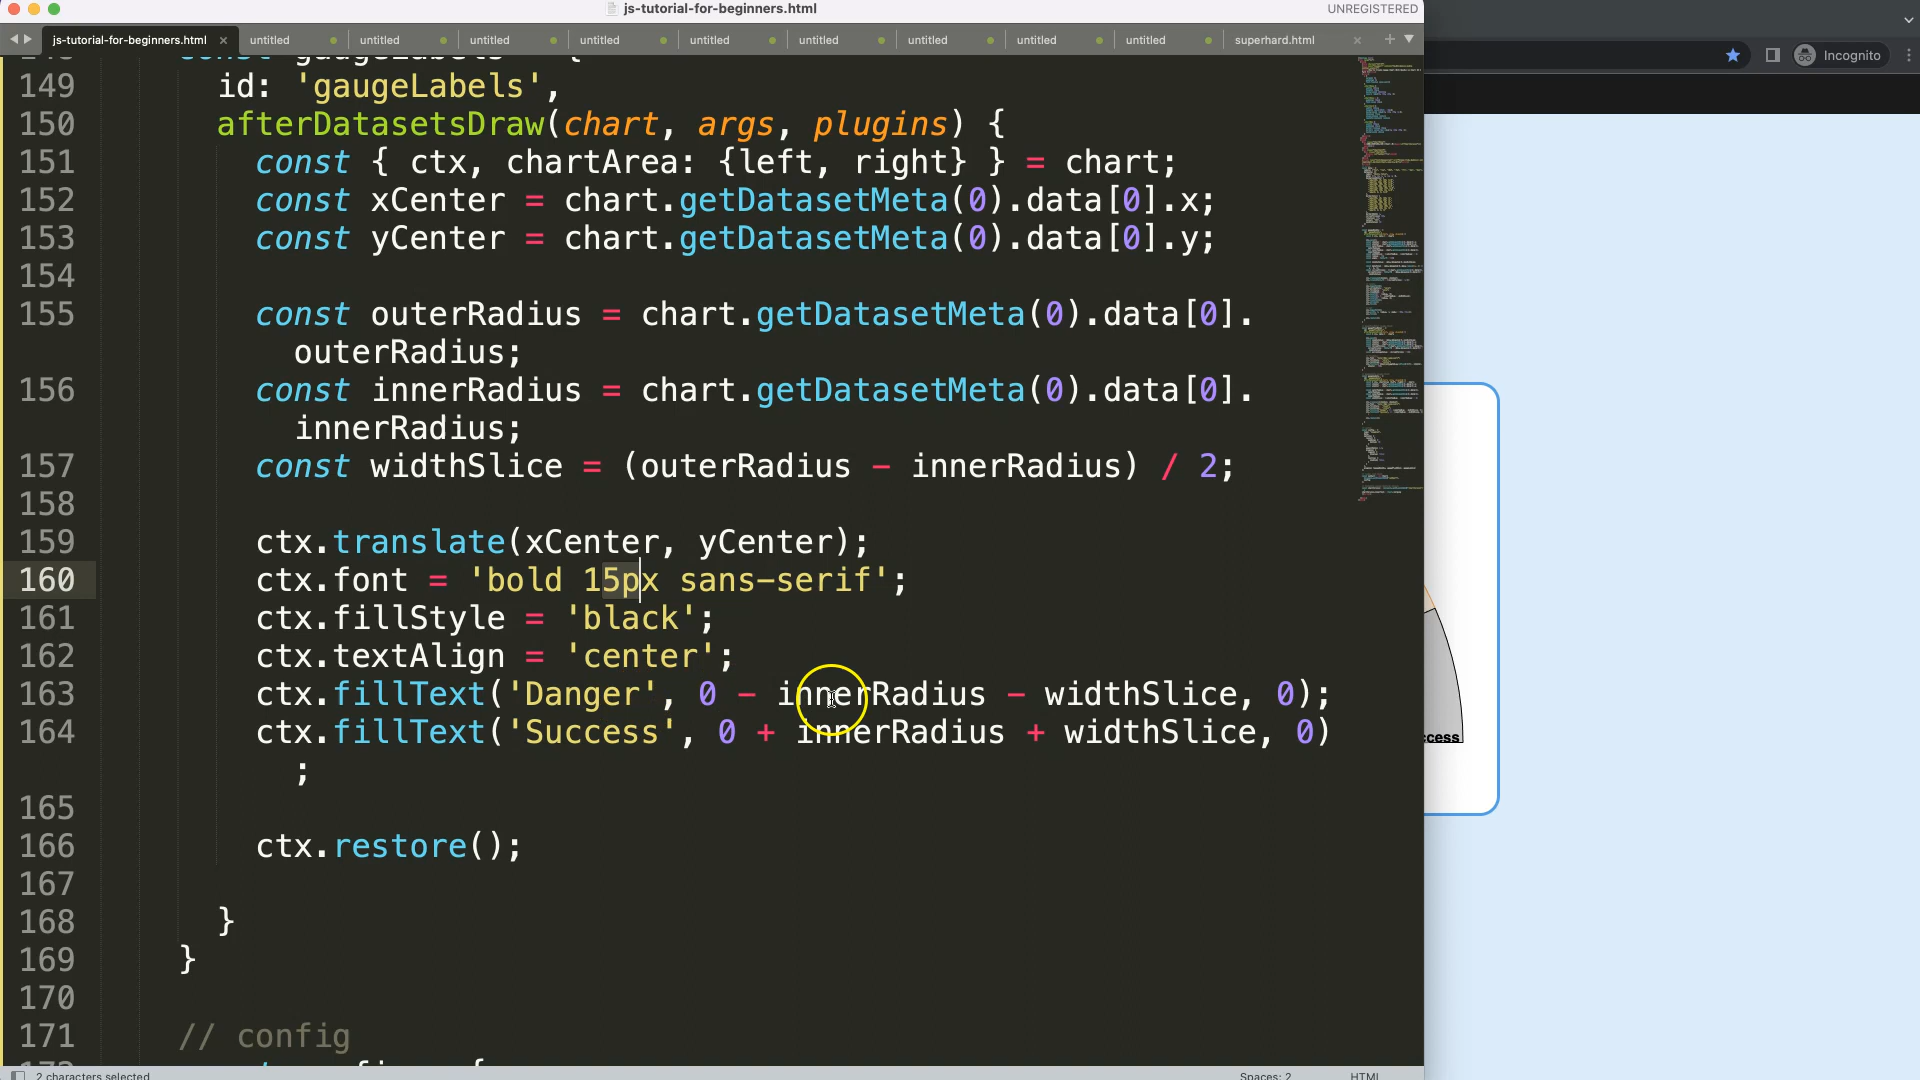 js-tutorial-for-beginners.html
UNREGISTERED
js-tutorial-for-beginners.html × untitled untitled untitled untitled untitled untitled untitled untitled untitled superhard.html × +
Incognito
149 id: 'gaugeLabels',
150 afterDatasetsDraw(chart, args, plugins) {
151 const { ctx, chartArea: {left, right} } = chart;
152 const xCenter = chart.getDatasetMeta(0).data[0].x;
153 const yCenter = chart.getDatasetMeta(0).data[0].y;
154
155 const outerRadius = chart.getDatasetMeta(0).data[0].
outerRadius;
156 const innerRadius = chart.getDatasetMeta(0).data[0].
innerRadius;
157 const widthSlice = (outerRadius - innerRadius) / 2;
158
159 ctx.translate(xCenter, yCenter);
160 ctx.font = 'bold 15px sans-serif';
161 ctx.fillStyle = 'black';
162 ctx.textAlign = 'center';
163 ctx.fillText('Danger', 0 - innerRadius - widthSlice, 0);
164 ctx.fillText('Success', 0 + innerRadius + widthSlice, 0)
;
ccess
165
166 ctx.restore();
167
168 }
169 }
170
171 // config
2 characters selected
Spaces: 2
HTML